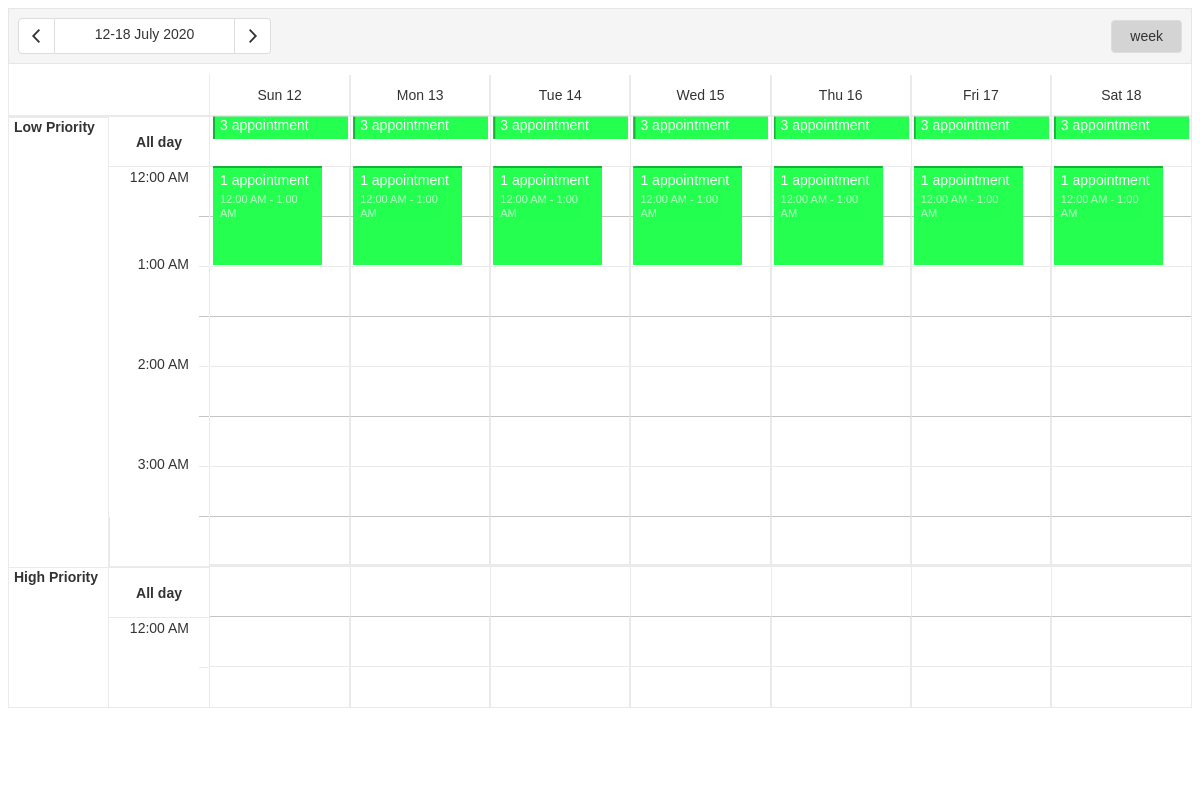 12-18 July 2020
week
Sun 12 Mon 13 Tue 14 Wed 15 Thu 16 Fri 17 Sat 18
Low Priority
3 appointment 3 appointment 3 appointment 3 appointment 3 appointment 3 appointment 3 appointment
All day
12:00 AM
1 appointment 1 appointment 1 appointment 1 appointment 1 appointment 1 appointment 1 appointment
12:00 AM - 1:00 12:00 AM - 1:00 12:00 AM - 1:00 12:00 AM - 1:00 12:00 AM - 1:00 12:00 AM - 1:00 12:00 AM - 1:00
AM AM AM AM AM AM AM
1:00 AM
2:00 AM
3:00 AM
High Priority
All day
12:00 AM